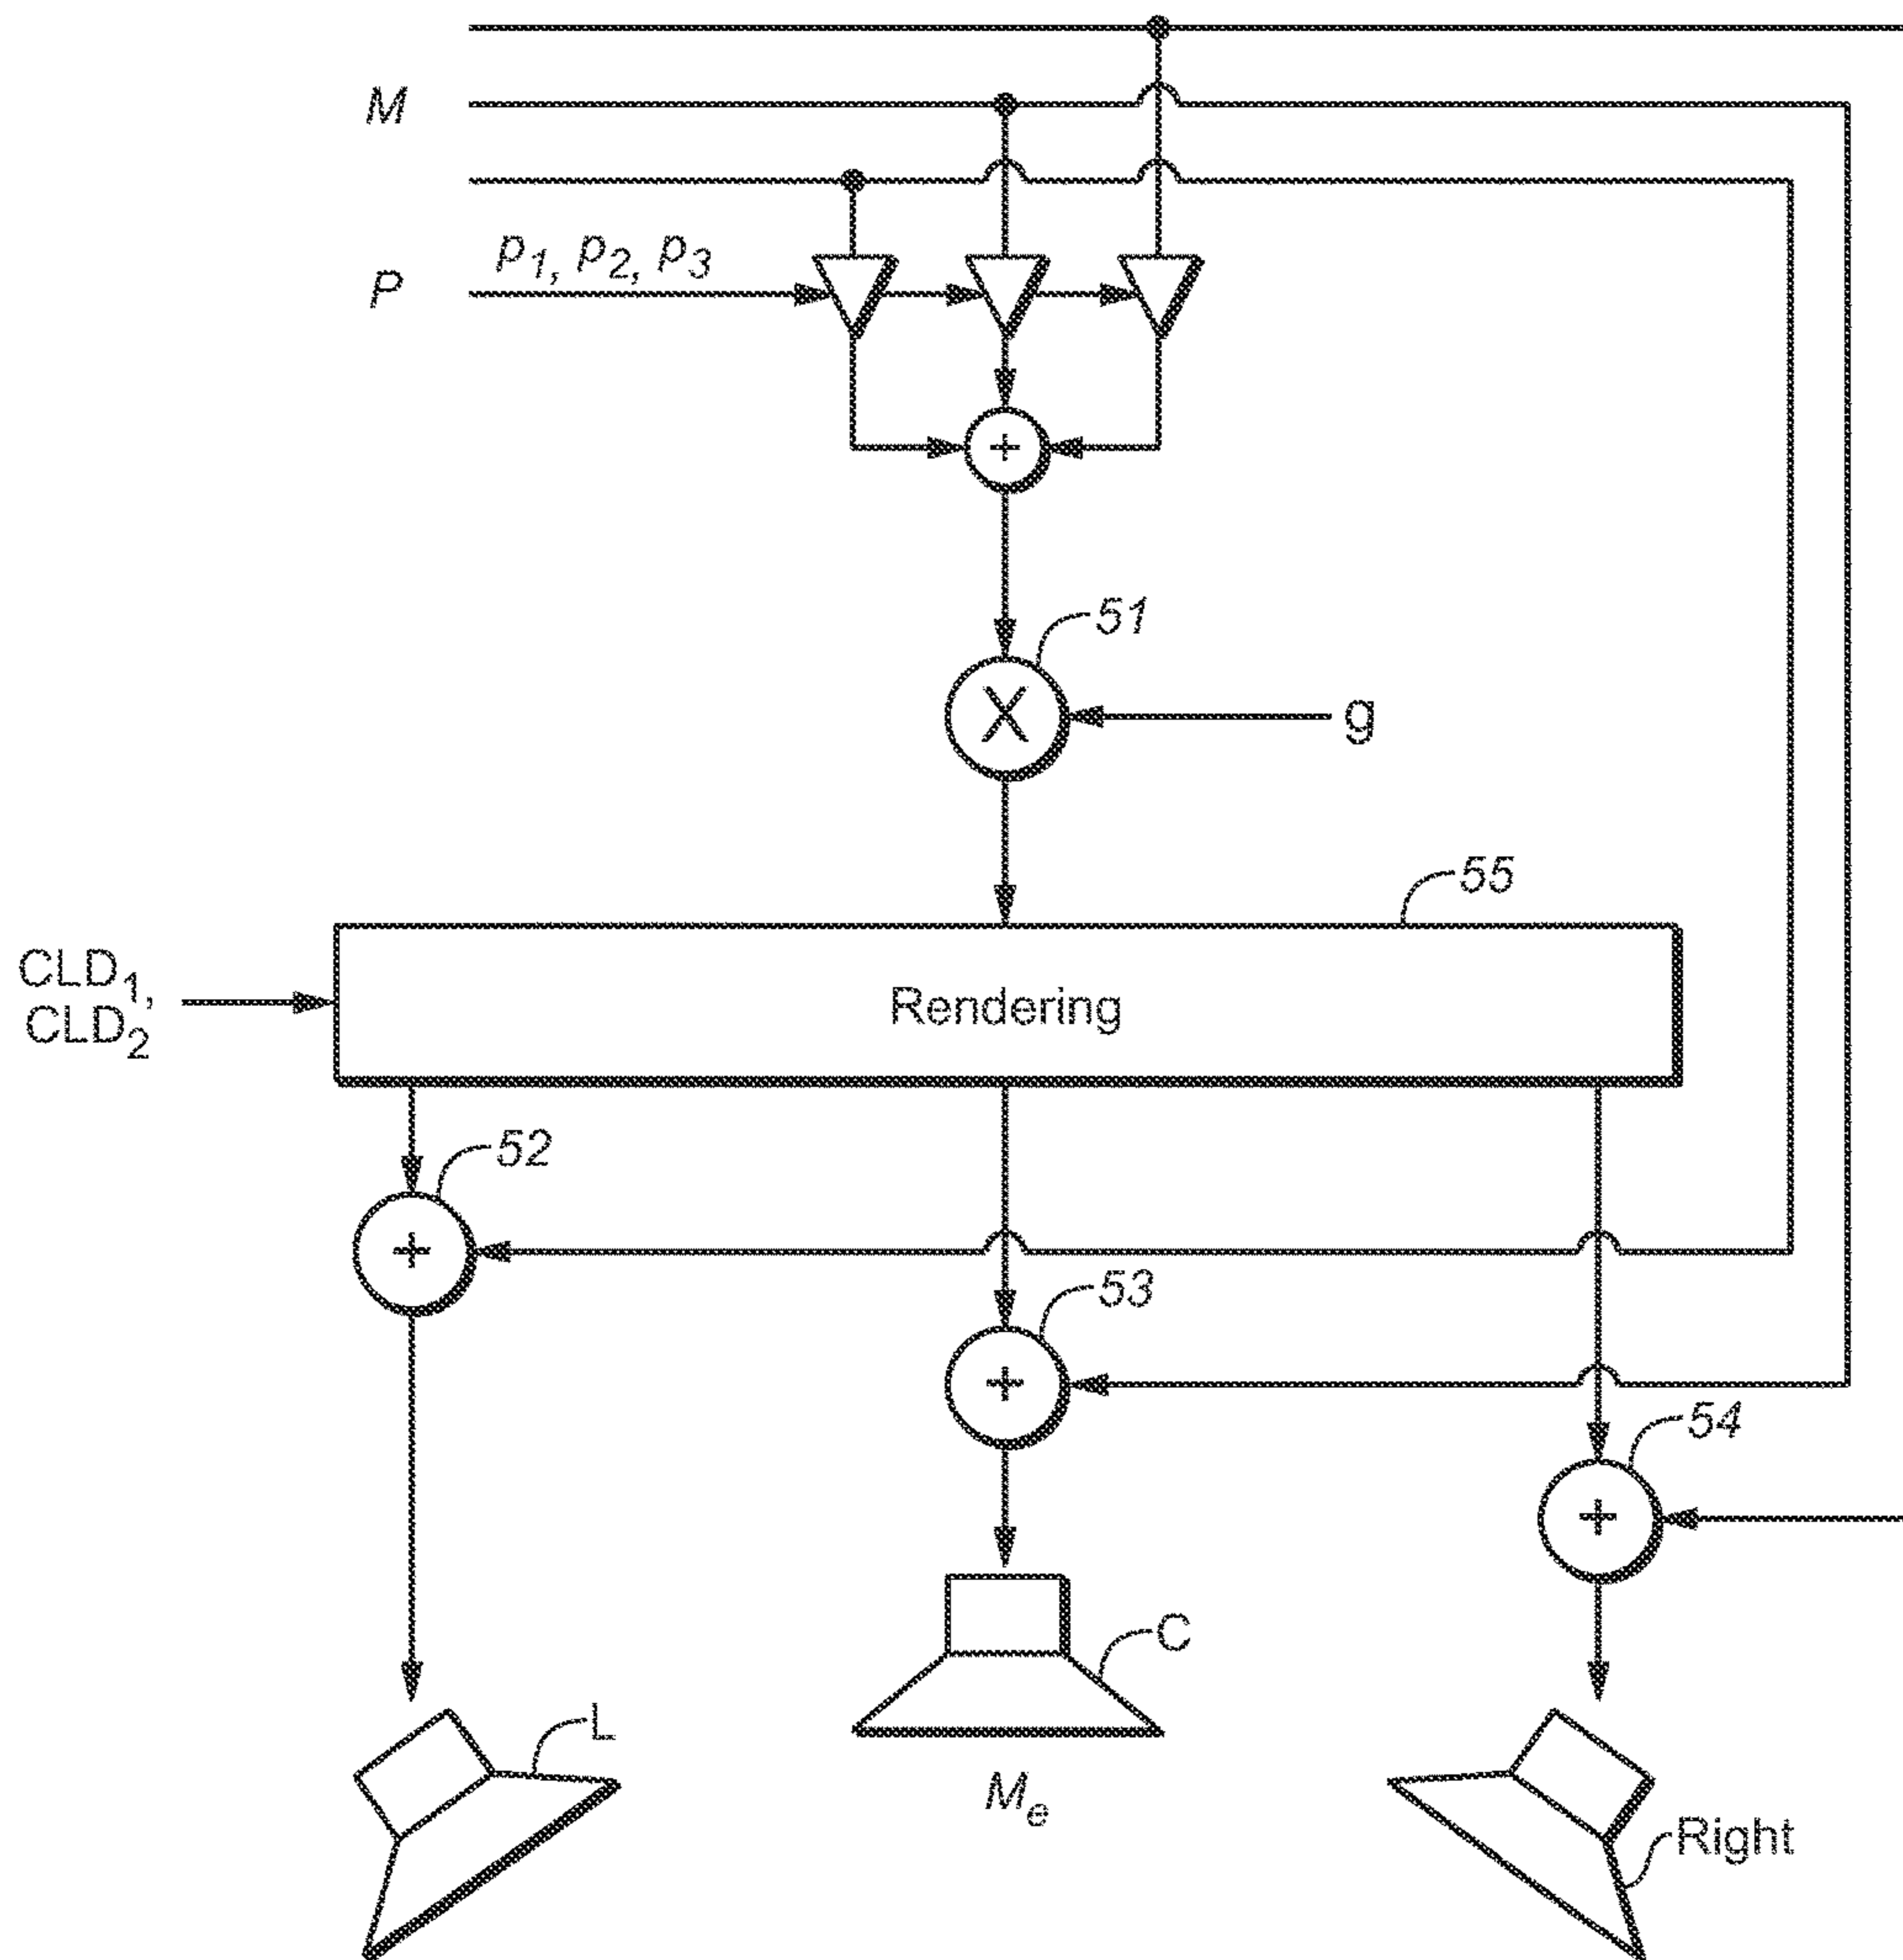 M
p1, p2, p3
P
+
51
X
g
55
CLD1,
CLD2
Rendering
52
+
53
+
54
+
C
L
Me
Right